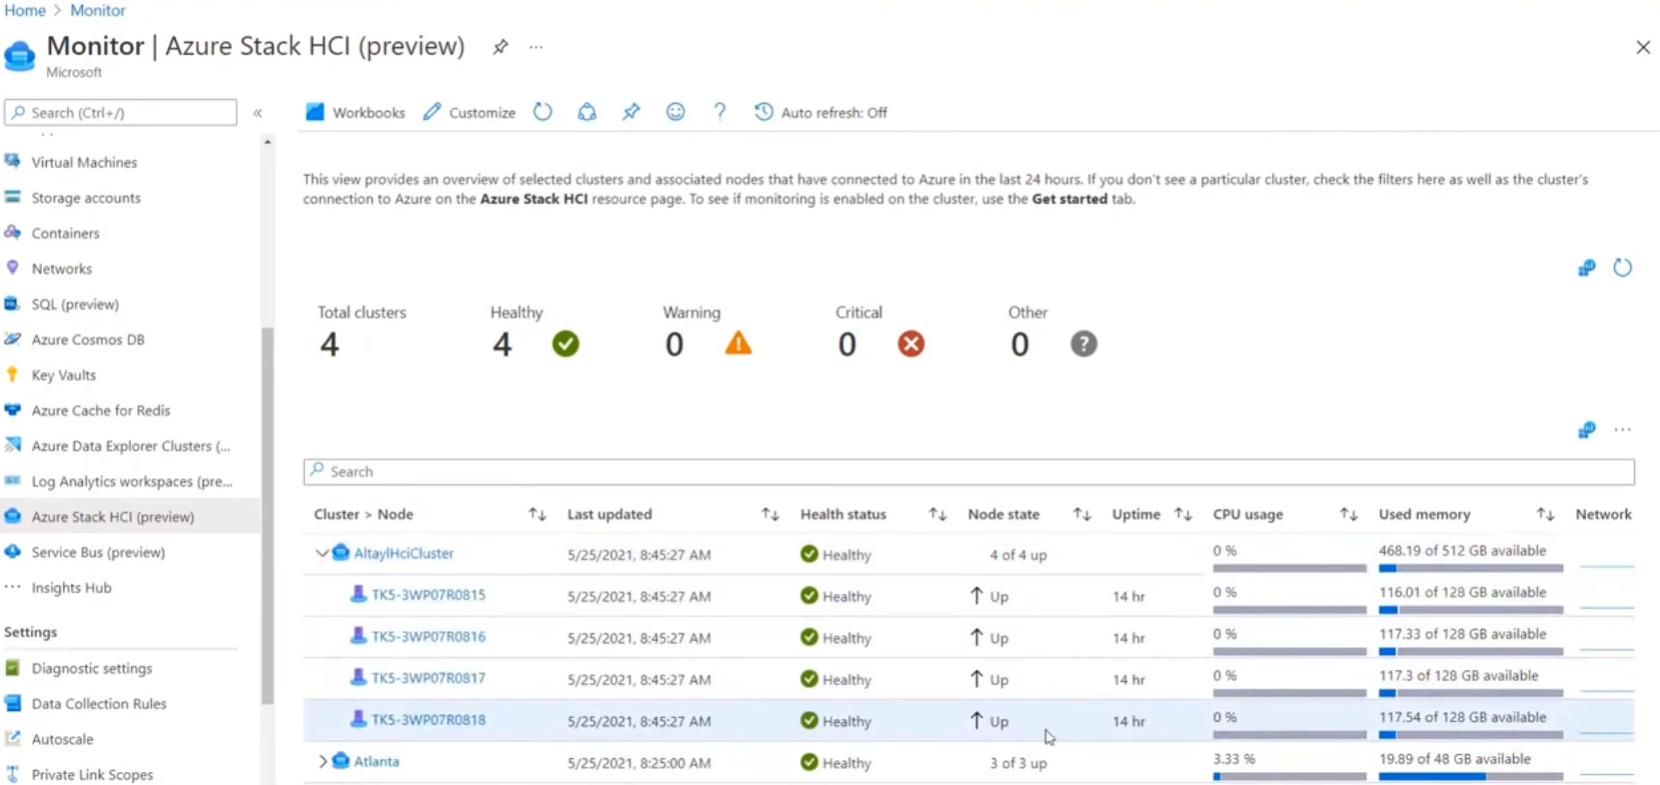 Home > Monitor
Monitor | Azure Stack HCI (preview) ...
Microsoft
Search (Ctrl+/) «
Workbooks Customize ? Auto refresh: Off
Virtual Machines
Storage accounts
Containers
Networks
SQL (preview)
Azure Cosmos DB
Key Vaults
Azure Cache for Redis
Azure Data Explorer Clusters (...
Log Analytics workspaces (pre...
Azure Stack HCI (preview)
Service Bus (preview)
Insights Hub
Settings
Diagnostic settings
Data Collection Rules
Autoscale
Private Link Scopes
This view provides an overview of selected clusters and associated nodes that have connected to Azure in the last 24 hours. If you don't see a particular cluster, check the filters here as well as the cluster's
connection to Azure on the Azure Stack HCI resource page. To see if monitoring is enabled on the cluster, use the Get started tab.
Total clusters Healthy Warning Critical Other
4 4 0 0 0 ?
Search
Cluster > Node Last updated Health status Node state Uptime CPU usage Used memory Network
AltaylHciCluster 5/25/2021, 8:45:27 AM Healthy 4 of 4 up 0 % 468.19 of 512 GB available
TK5-3WP07R0815 5/25/2021, 8:45:27 AM Healthy Up 14 hr 0 % 116.01 of 128 GB available
TK5-3WP07R0816 5/25/2021, 8:45:27 AM Healthy Up 14 hr 0 % 117.33 of 128 GB available
TK5-3WP07R0817 5/25/2021, 8:45:27 AM Healthy Up 14 hr 0 % 117.3 of 128 GB available
TK5-3WP07R0818 5/25/2021, 8:45:27 AM Healthy Up 14 hr 0 % 117.54 of 128 GB available
Atlanta 5/25/2021, 8:25:00 AM Healthy 3 of 3 up 3.33 % 19.89 of 48 GB available